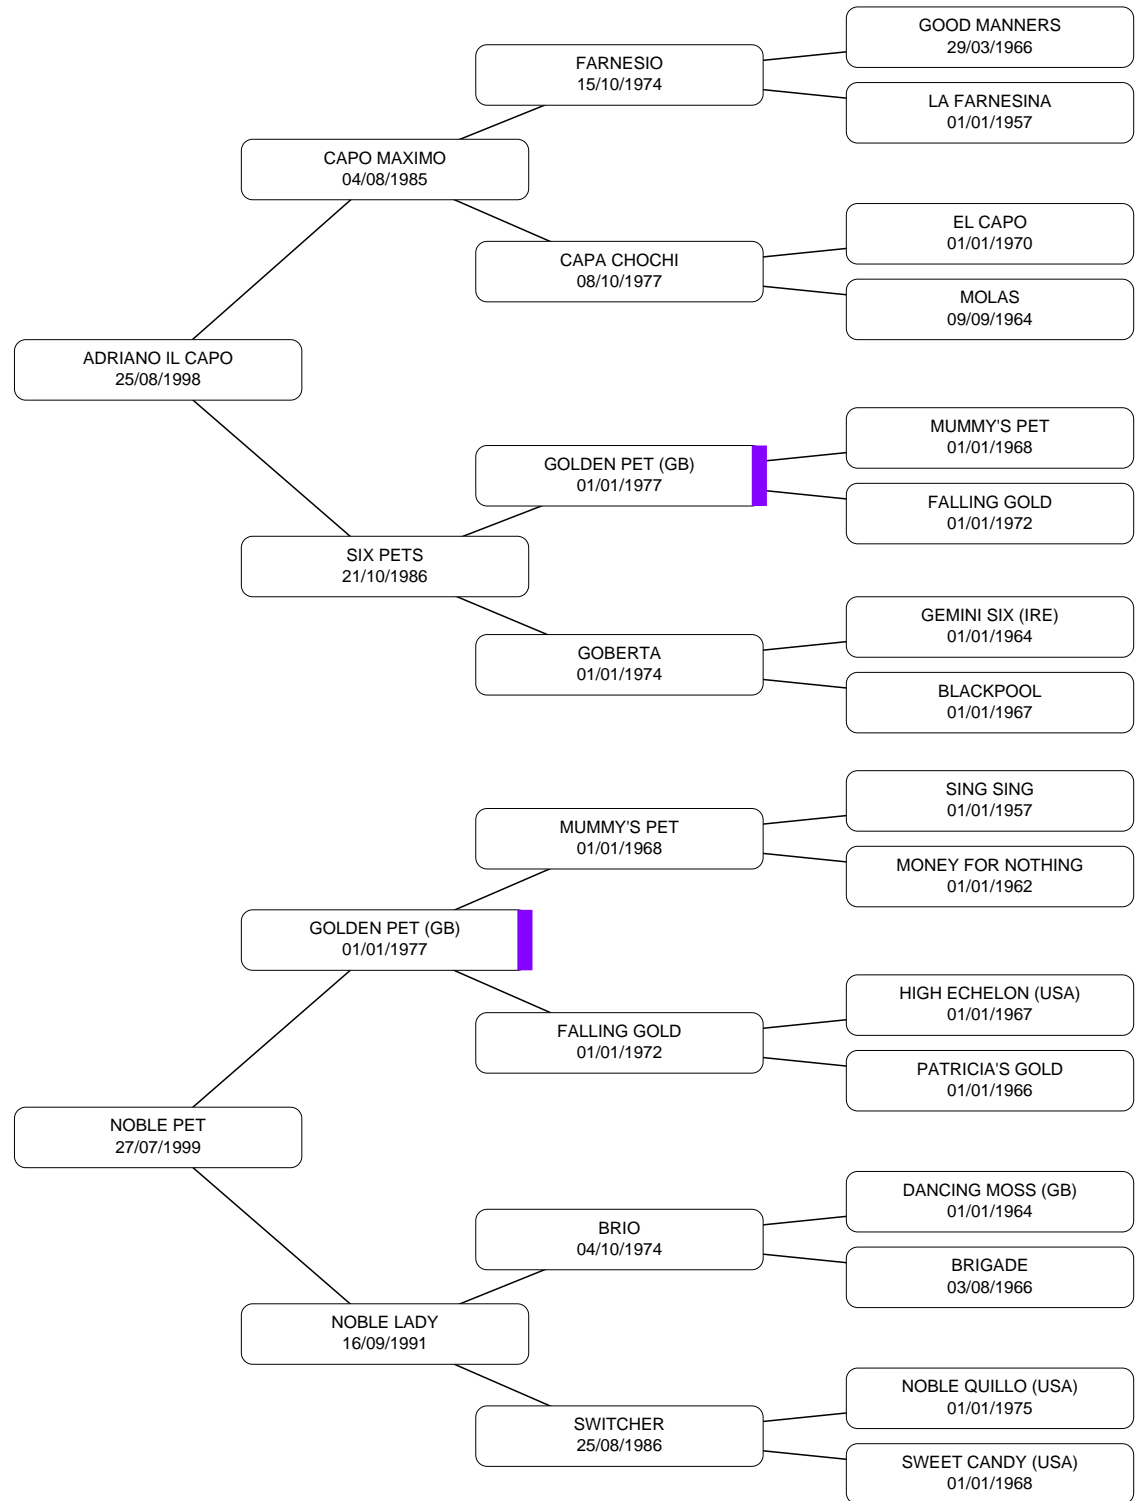 GOOD MANNERS
29/03/1966
FARNESIO
15/10/1974
LA FARNESINA
01/01/1957
CAPO MAXIMO
04/08/1985
EL CAPO
01/01/1970
CAPA CHOCHI
08/10/1977
MOLAS
09/09/1964
ADRIANO IL CAPO
25/08/1998
MUMMY'S PET
01/01/1968
GOLDEN PET (GB)
01/01/1977
FALLING GOLD
01/01/1972
SIX PETS
21/10/1986
GEMINI SIX (IRE)
01/01/1964
GOBERTA
01/01/1974
BLACKPOOL
01/01/1967
SING SING
01/01/1957
MUMMY'S PET
01/01/1968
MONEY FOR NOTHING
01/01/1962
GOLDEN PET (GB)
01/01/1977
HIGH ECHELON (USA)
01/01/1967
FALLING GOLD
01/01/1972
PATRICIA'S GOLD
01/01/1966
NOBLE PET
27/07/1999
DANCING MOSS (GB)
01/01/1964
BRIO
04/10/1974
BRIGADE
03/08/1966
NOBLE LADY
16/09/1991
NOBLE QUILLO (USA)
01/01/1975
SWITCHER
25/08/1986
SWEET CANDY (USA)
01/01/1968